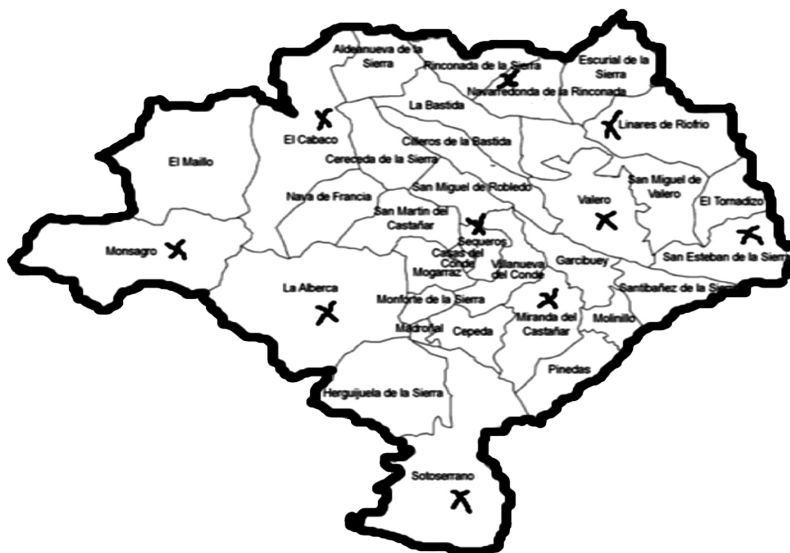 Aldeanueva de la
Sierra
Rinconada de la Sierra
Escurial de la
Sierra
Navarredonda de la Rinconada
La Bastida
Linares de Riofrio
El Cabaco
Cilleros de la Bastida
El Maillo
Cereceda de la Sierra
San Miguel de
Valero
Nava de Francia
San Miguel de Robledo
Valero
El Tornadizo
San Martin del
Castañar
Sequeros
Monsagro
Casas del
Conde
Villanueva
del Conde
Garcibuey
San Esteban de la Sierra
Mogarraz
La Alberca
Santibañez de la Sierra
Monforte de la Sierra
Miranda del
Castañar
Molinillo
Madroñal
Cepeda
Pinedas
Herguijuela de la Sierra
Sotoserrano